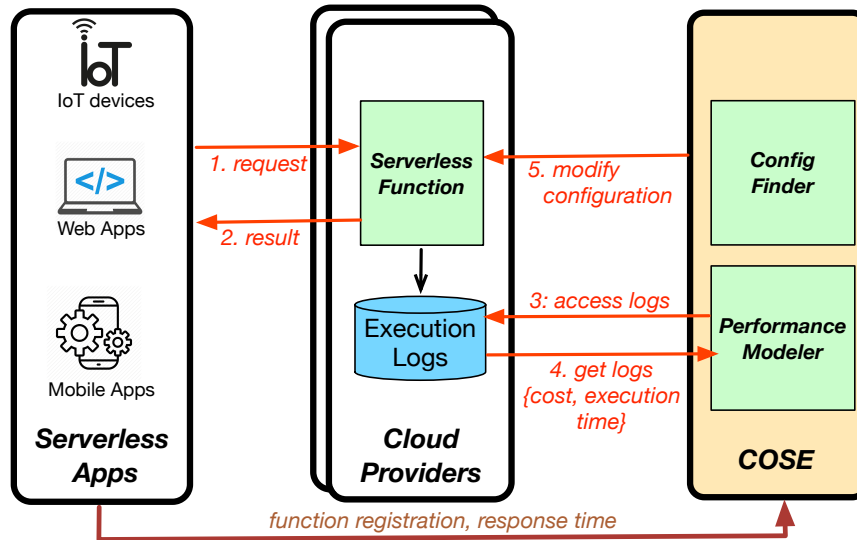 IoT
IoT devices
</>
Web Apps
Mobile Apps
Serverless
Apps
1. request
2. result
Serverless
Function
Execution
Logs
Cloud
Providers
5. modify
configuration
3: access logs
4. get logs
{cost, execution
time}
Config
Finder
Performance
Modeler
COSE
function registration, response time